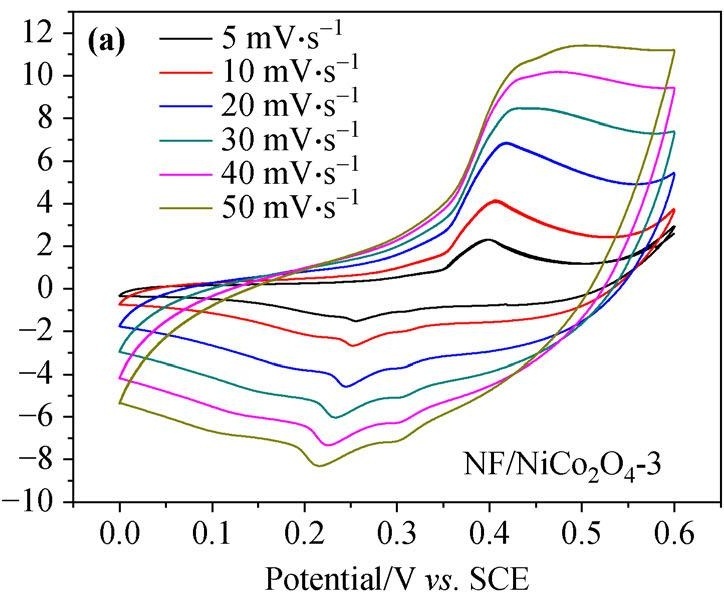 (a)
5 mV·s⁻¹
10 mV·s⁻¹
20 mV·s⁻¹
30 mV·s⁻¹
40 mV·s⁻¹
50 mV·s⁻¹
12
10
8
6
4
2
0
−2
−4
−6
−8
−10
NF/NiCo₂O₄-3
0.0 0.1 0.2 0.3 0.4 0.5 0.6
Potential/V vs. SCE